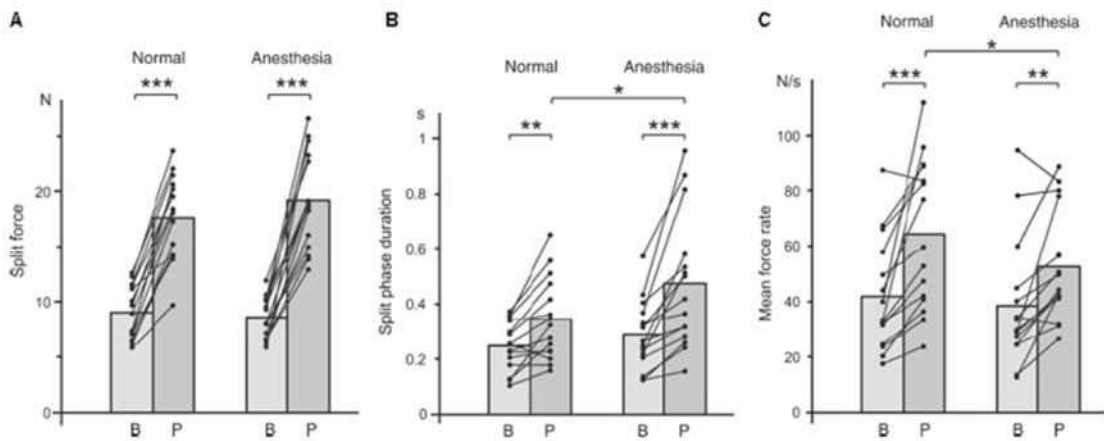 A
Normal Anesthesia
*** ***
N
20
10
0
Split force
B P B P
B
Normal Anesthesia
*
s
** ***
1
0.8
0.6
0.4
0.2
0
Split phase duration
B P B P
C
Normal Anesthesia
*
N/s
*** **
100
80
60
40
20
0
Mean force rate
B P B P